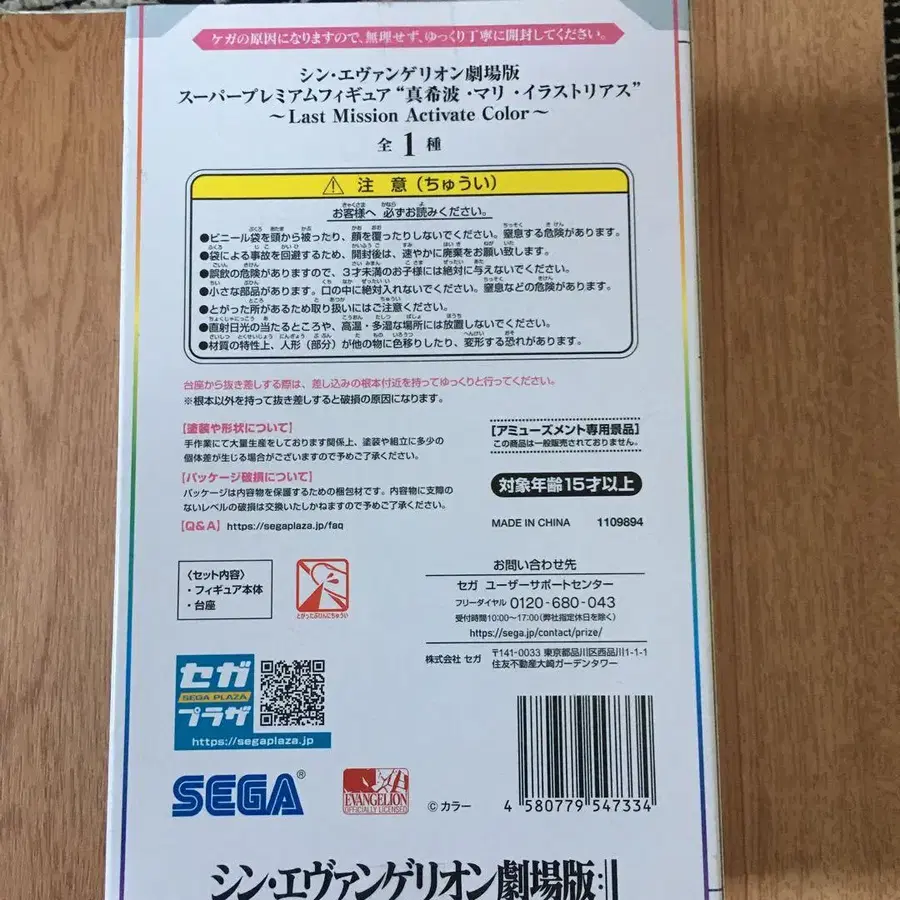 ケガの原因になりますので、無理せず、ゆっくり丁寧に開封してください。
シン・エヴァンゲリオン劇場版
スーパープレミアムフィギュア“真希波・マリ・イラストリアス”
～Last Mission Activate Color～
全1種
⚠ 注意（ちゅうい）
お客様へ 必ずお読みください。
●ビニール袋を頭から被ったり、顔を覆ったりしないでください。窒息する危険があります。
●袋による事故を回避するため、開封後は、速やかに廃棄をお願い致します。
●誤飲の危険がありますので、3才未満のお子様には絶対に与えないでください。
●小さな部品があります。口の中に絶対入れないでください。窒息などの危険があります。
●とがった所があるため取り扱いにはご注意ください。
●直射日光の当たるところや、高温・多湿な場所には放置しないでください。
●材質の特性上、人形（部分）が他の物に色移りしたり、変形する恐れがあります。
台座から抜き差しする際は、差し込みの根本付近を持ってゆっくりと行ってください。
※根本以外を持って抜き差しすると破損の原因になります。
【塗装や形状について】
手作業にて大量生産をしております関係上、塗装や組立に多少の
個体差が生じる場合がございますので予めご了承ください。
【パッケージ破損について】
パッケージは内容物を保護するための梱包材です。内容物に支障の
ないレベルの破損は交換いたしかねますので予めご了承ください。
【Q&A】https://segaplaza.jp/faq
【アミューズメント専用景品】
この商品は一般販売されておりません。
対象年齢15才以上
MADE IN CHINA 1109894
〈セット内容〉
・フィギュア本体
・台座
とがったぶぶんにちゅうい
お問い合わせ先
セガ ユーザーサポートセンター
フリーダイヤル 0120-680-043
受付時間10:00～17:00（弊社指定休日を除く）
https://sega.jp/contact/prize/
株式会社 セガ 〒141-0033 東京都品川区西品川1-1-1
住友不動産大崎ガーデンタワー
セガ
SEGA PLAZA
プラザ
https://segaplaza.jp
SEGA®
EVANGELION
OFFICIALLY LICENSED
©カラー
4 580779 547334
シン・エヴァンゲリオン劇場版:||